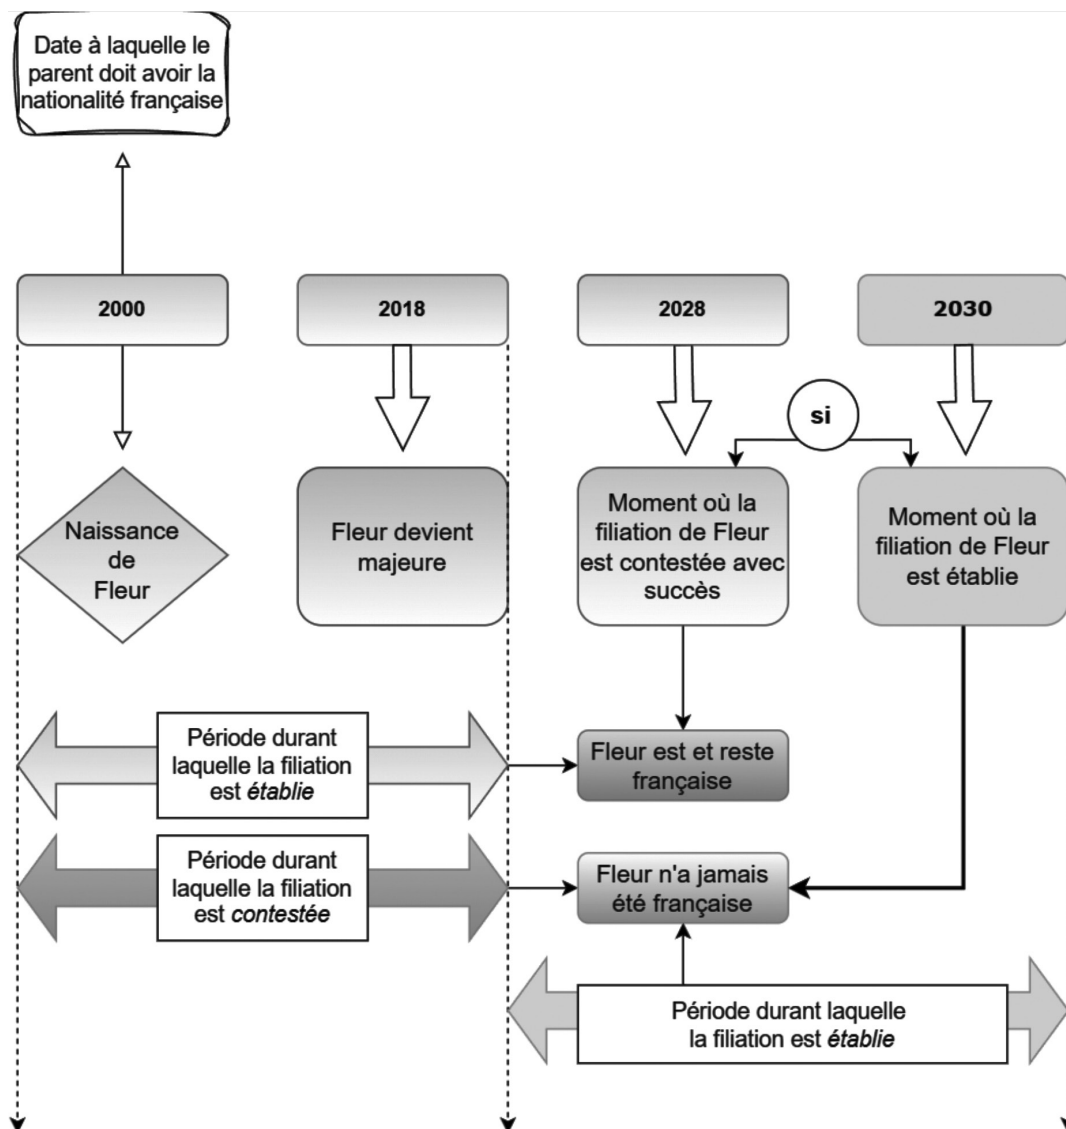 Date à laquelle le
parent doit avoir la
nationalité française
2000
2018
2028
2030
si
Naissance
de
Fleur
Fleur devient
majeure
Moment où la
filiation de Fleur
est contestée avec
succès
Moment où la
filiation de Fleur
est établie
Période durant
laquelle la filiation
est établie
Fleur est et reste
française
Période durant
laquelle la filiation
est contestée
Fleur n'a jamais
été française
Période durant laquelle
la filiation est établie